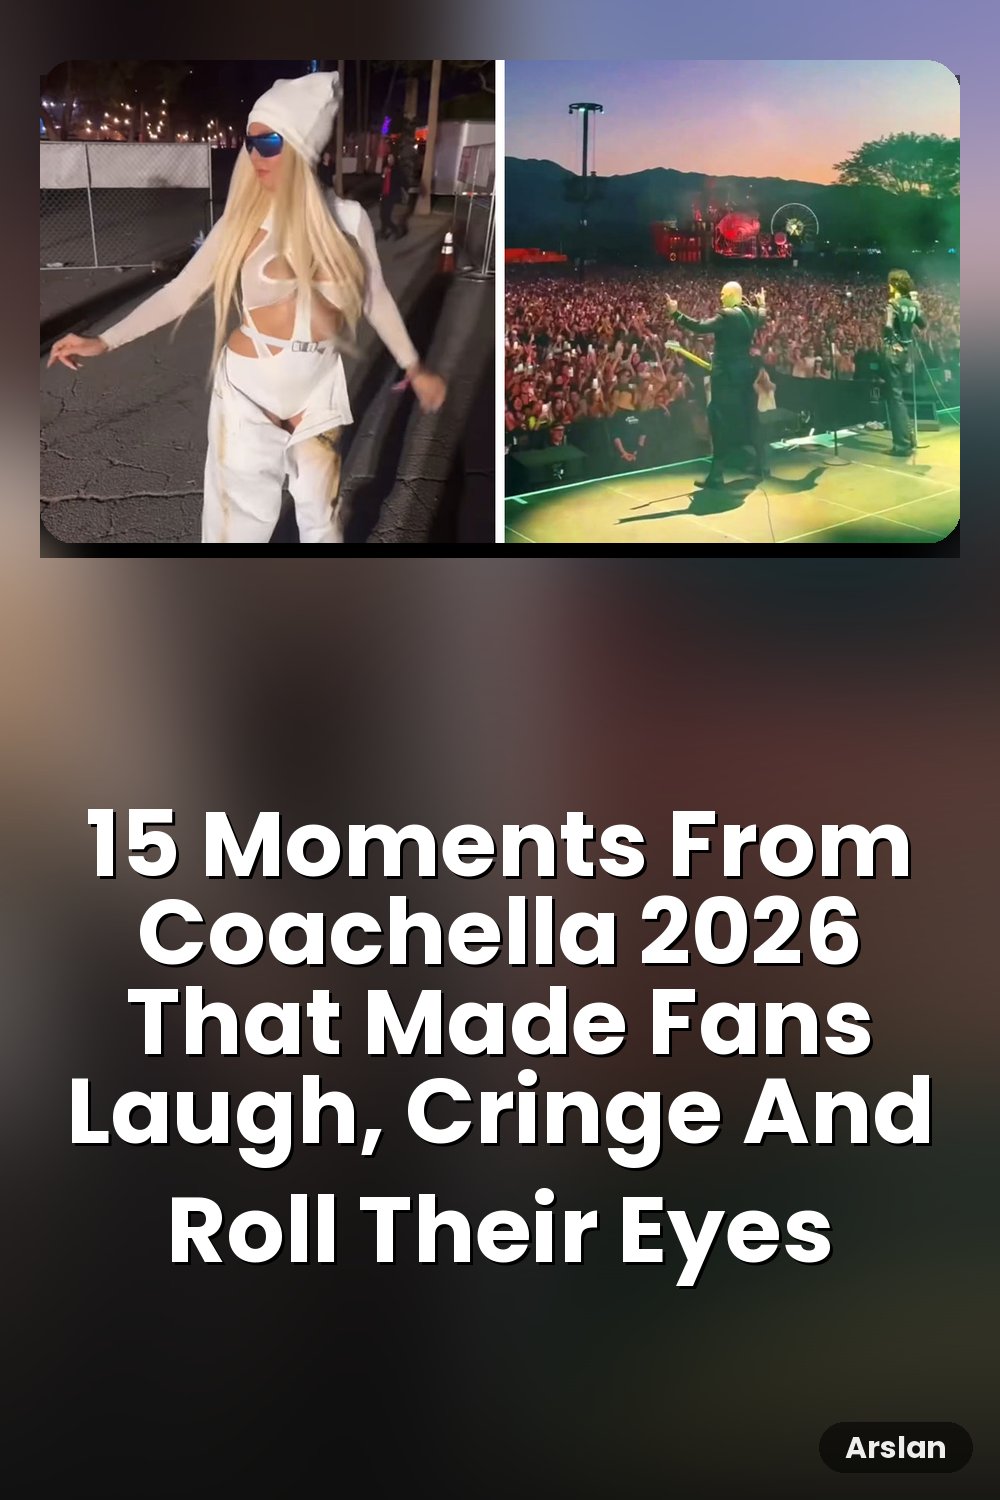 15 Moments From
Coachella 2026
That Made Fans
Laugh, Cringe And
Roll Their Eyes
Arslan